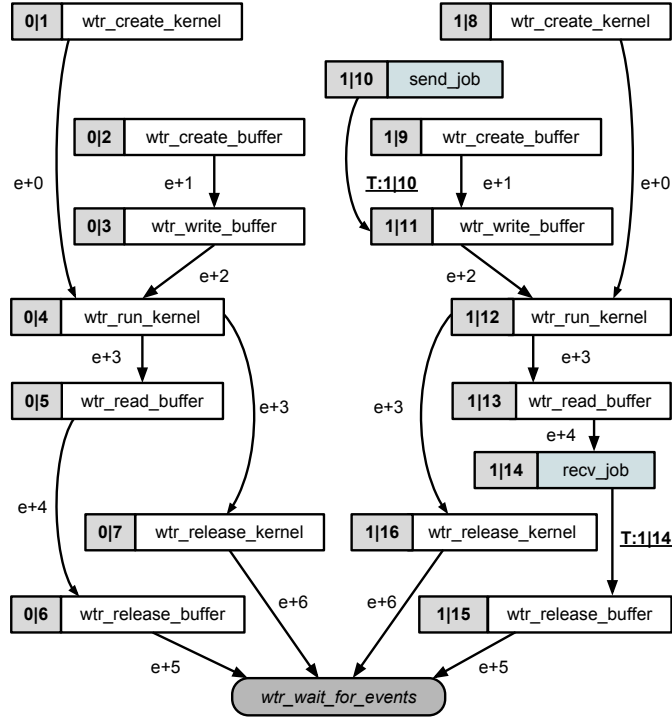 0|1 wtr_create_kernel
1|8 wtr_create_kernel
1|10 send_job
0|2 wtr_create_buffer
1|9 wtr_create_buffer
e+0
e+1
T:1|10
e+1
e+0
0|3 wtr_write_buffer
1|11 wtr_write_buffer
e+2
e+2
0|4 wtr_run_kernel
1|12 wtr_run_kernel
e+3
e+3
0|5 wtr_read_buffer
e+3
e+3
1|13 wtr_read_buffer
e+4
1|14 recv_job
e+4
0|7 wtr_release_kernel
1|16 wtr_release_kernel
T:1|14
0|6 wtr_release_buffer
e+6
e+6
1|15 wtr_release_buffer
e+5
e+5
wtr_wait_for_events